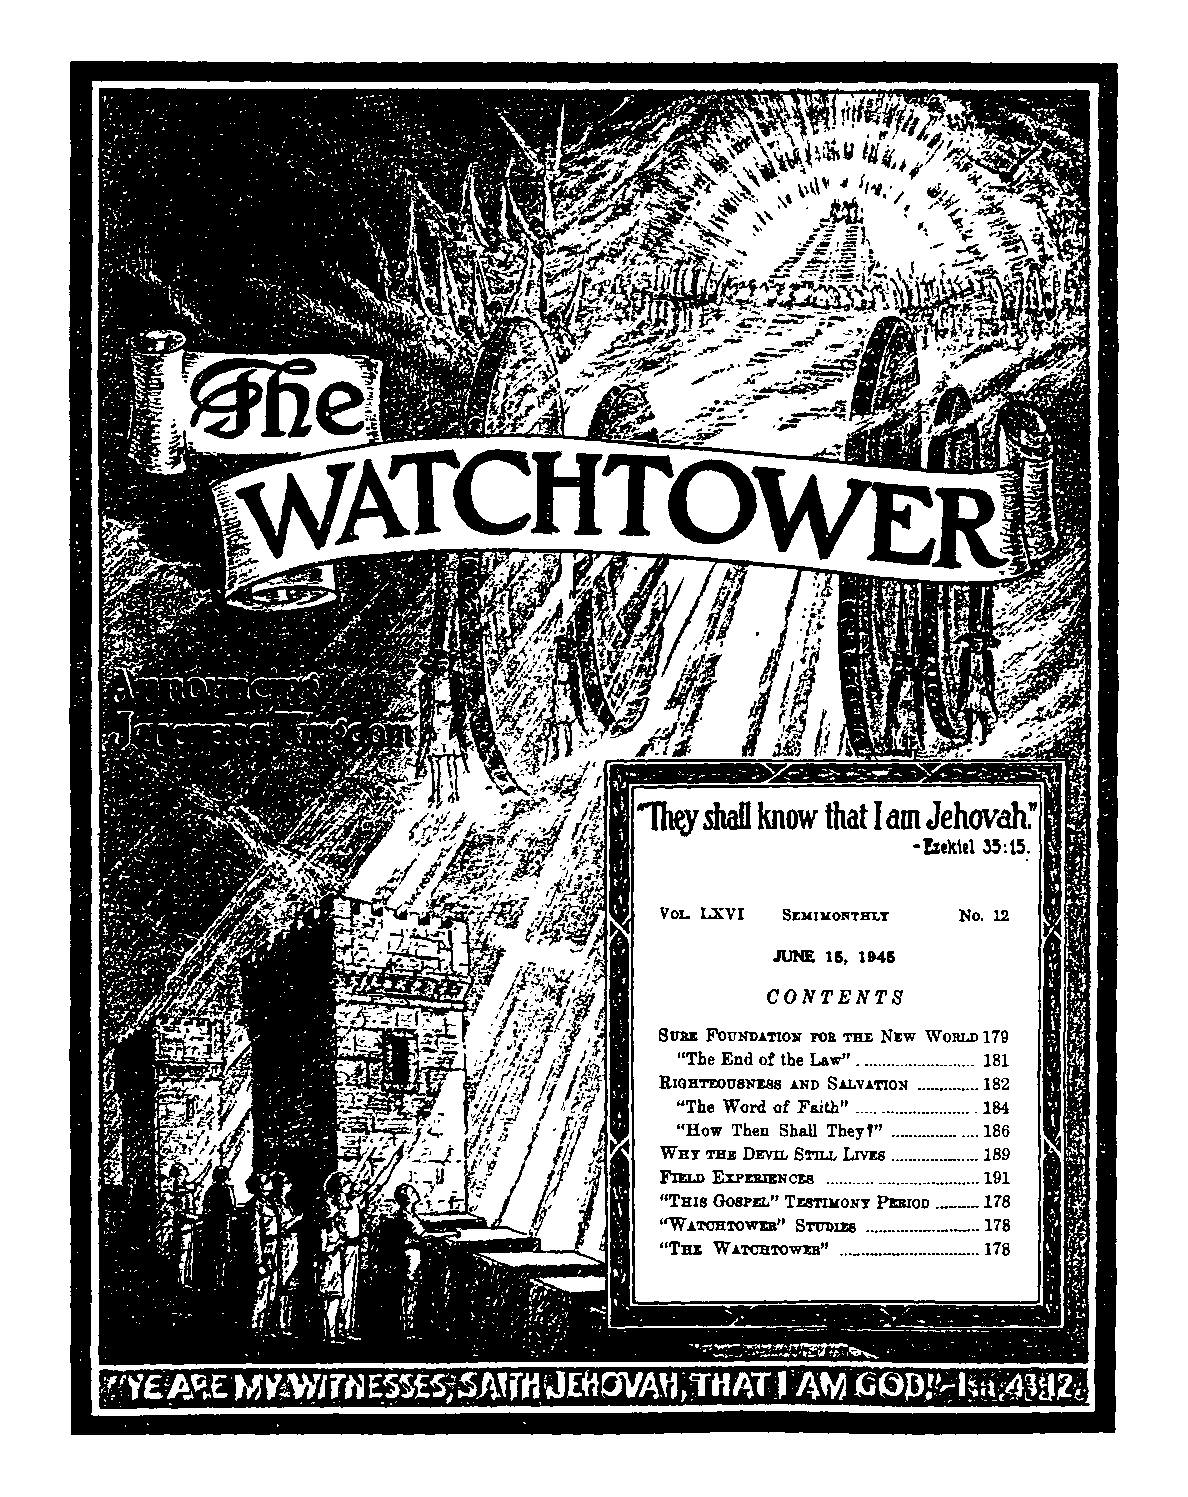 The
WATCHTOWER
Announcing
Jehovah's Kingdom
"They shall know that I am Jehovah."
-Ezekiel 35:15.
VOL. LXVI SEMIMONTHLY No. 12
JUNE 15, 1945
CONTENTS
SURE FOUNDATION FOR THE NEW WORLD 179
"The End of the Law" ........................... 181
RIGHTEOUSNESS AND SALVATION ............. 182
"The Word of Faith" ........................... 184
"How Then Shall They?" .................... 186
WHY THE DEVIL STILL LIVES ................... 189
FIELD EXPERIENCES ................................. 191
"THIS GOSPEL" TESTIMONY PERIOD .......... 178
"WATCHTOWER" STUDIES ........................ 178
"THE WATCHTOWER" .............................. 178
"YE ARE MY WITNESSES, SAITH JEHOVAH, THAT I AM GOD."-Isa. 43:12.